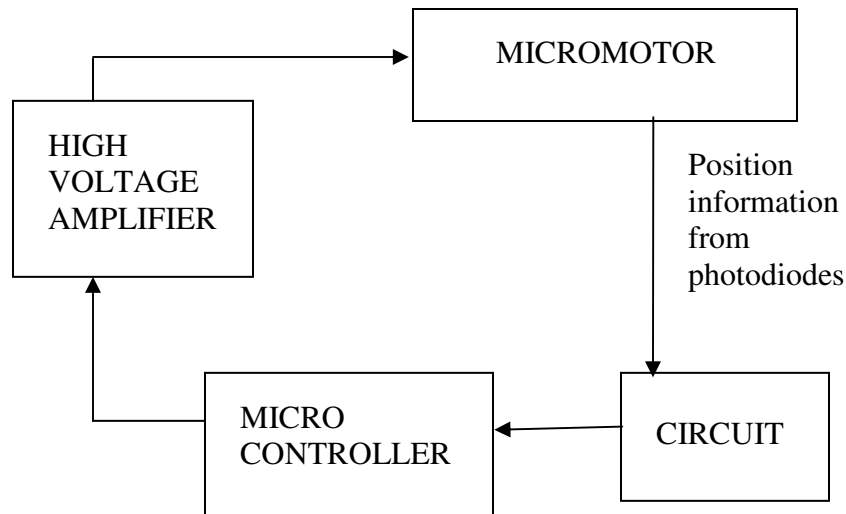 MICROMOTOR
HIGH
VOLTAGE
AMPLIFIER
Position
information
from
photodiodes
MICRO
CONTROLLER
CIRCUIT